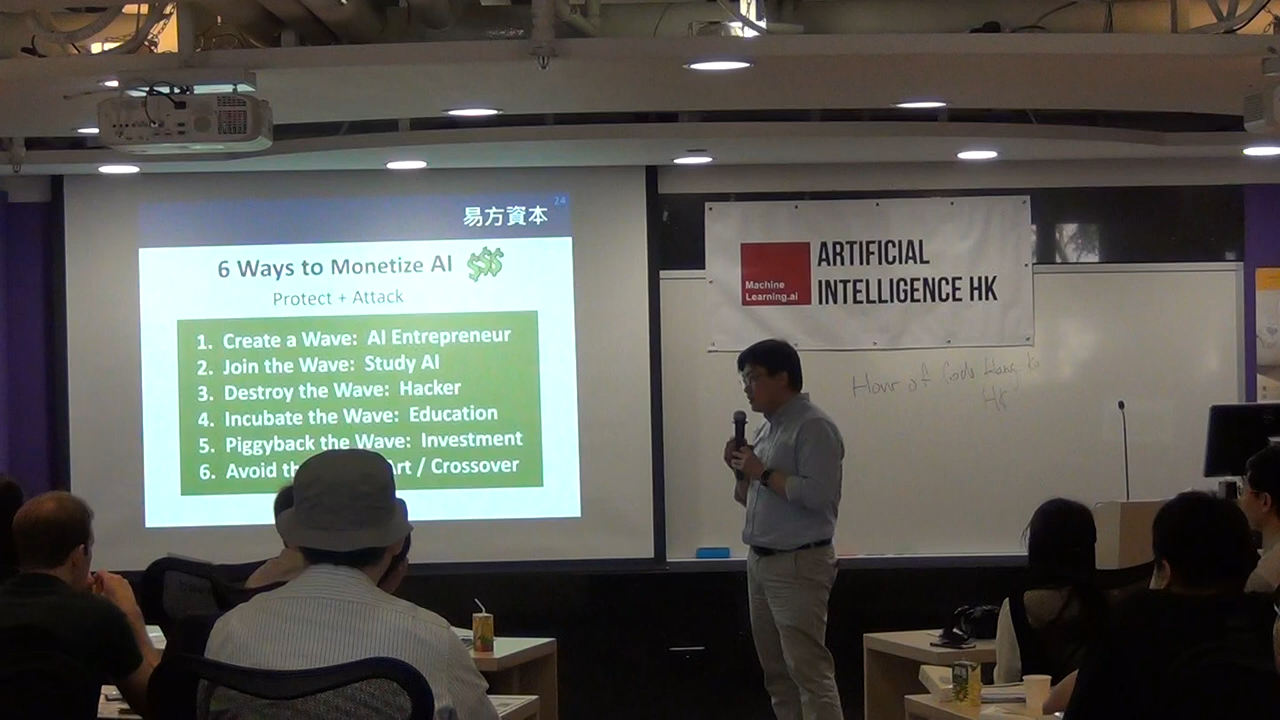 24
易方資本
6 Ways to Monetize AI
Protect + Attack
1. Create a Wave: AI Entrepreneur
2. Join the Wave: Study AI
3. Destroy the Wave: Hacker
4. Incubate the Wave: Education
5. Piggyback the Wave: Investment
6. Avoid Art / Crossover
Machine
Learning.ai
ARTIFICIAL
INTELLIGENCE HK
Hour of Code Hong
HK